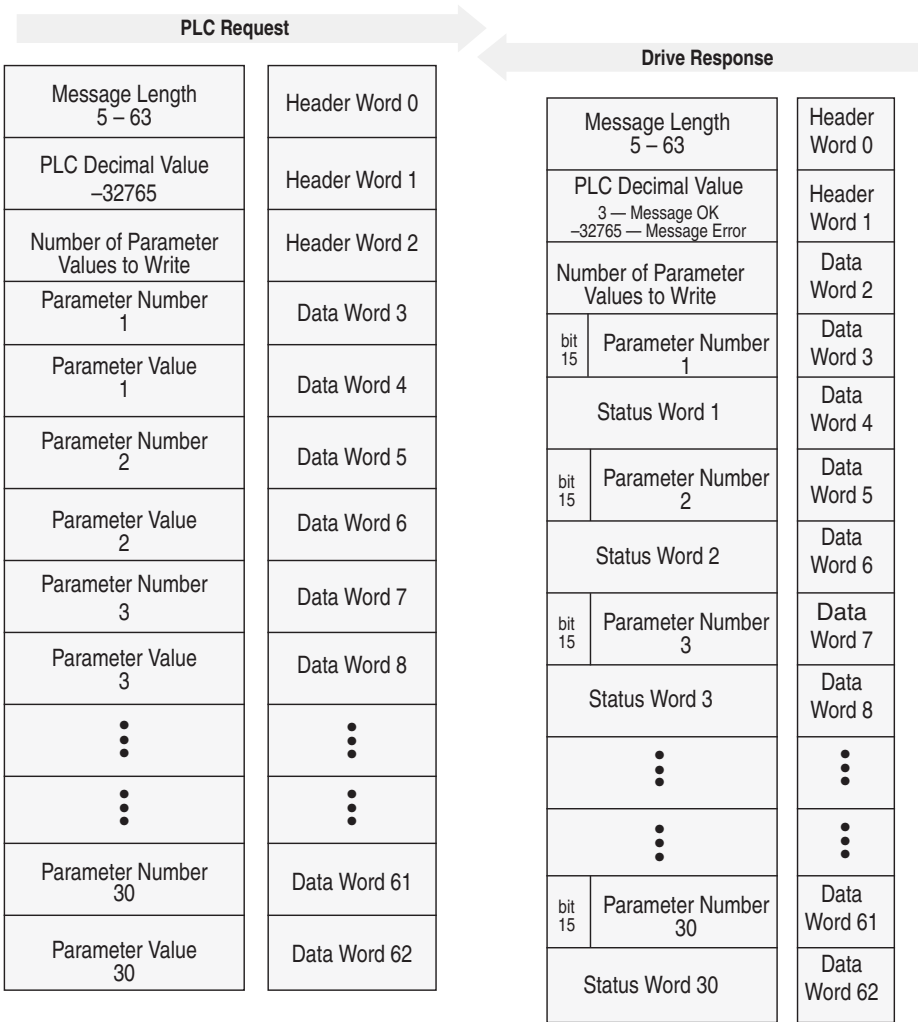 PLC Request
Message Length
5 – 63
Header Word 0
PLC Decimal Value
–32765
Header Word 1
Number of Parameter
Values to Write
Header Word 2
Parameter Number
1
Data Word 3
Parameter Value
1
Data Word 4
Parameter Number
2
Data Word 5
Parameter Value
2
Data Word 6
Parameter Number
3
Data Word 7
Parameter Value
3
Data Word 8
Parameter Number
30
Data Word 61
Parameter Value
30
Data Word 62
Drive Response
Message Length
5 – 63
Header
Word 0
PLC Decimal Value
3 — Message OK
–32765 — Message Error
Header
Word 1
Number of Parameter
Values to Write
Data
Word 2
bit
15
Parameter Number
1
Data
Word 3
Status Word 1
Data
Word 4
bit
15
Parameter Number
2
Data
Word 5
Status Word 2
Data
Word 6
bit
15
Parameter Number
3
Data
Word 7
Status Word 3
Data
Word 8
bit
15
Parameter Number
30
Data
Word 61
Status Word 30
Data
Word 62